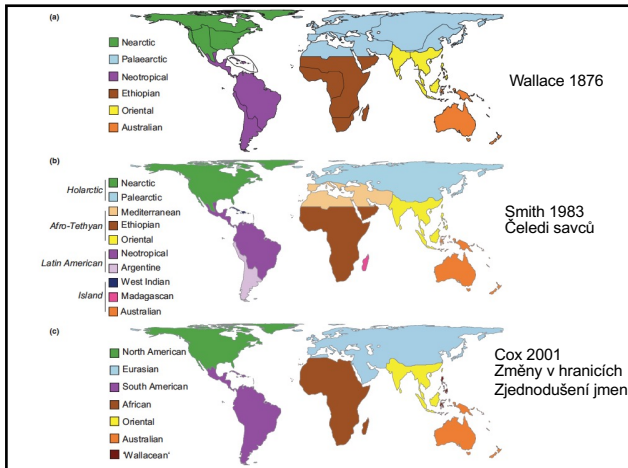 (a)
Nearctic
Palaearctic
Neotropical
Ethiopian
Oriental
Australian
Wallace 1876
(b)
Holarctic
Afro-Tethyan
Latin American
Island
Nearctic
Palearctic
Mediterranean
Ethiopian
Oriental
Neotropical
Argentine
West Indian
Madagascan
Australian
Smith 1983
Čeledi savců
(c)
North American
Eurasian
South American
African
Oriental
Australian
'Wallacean'
Cox 2001
Změny v hranicích
Zjednodušení jmen